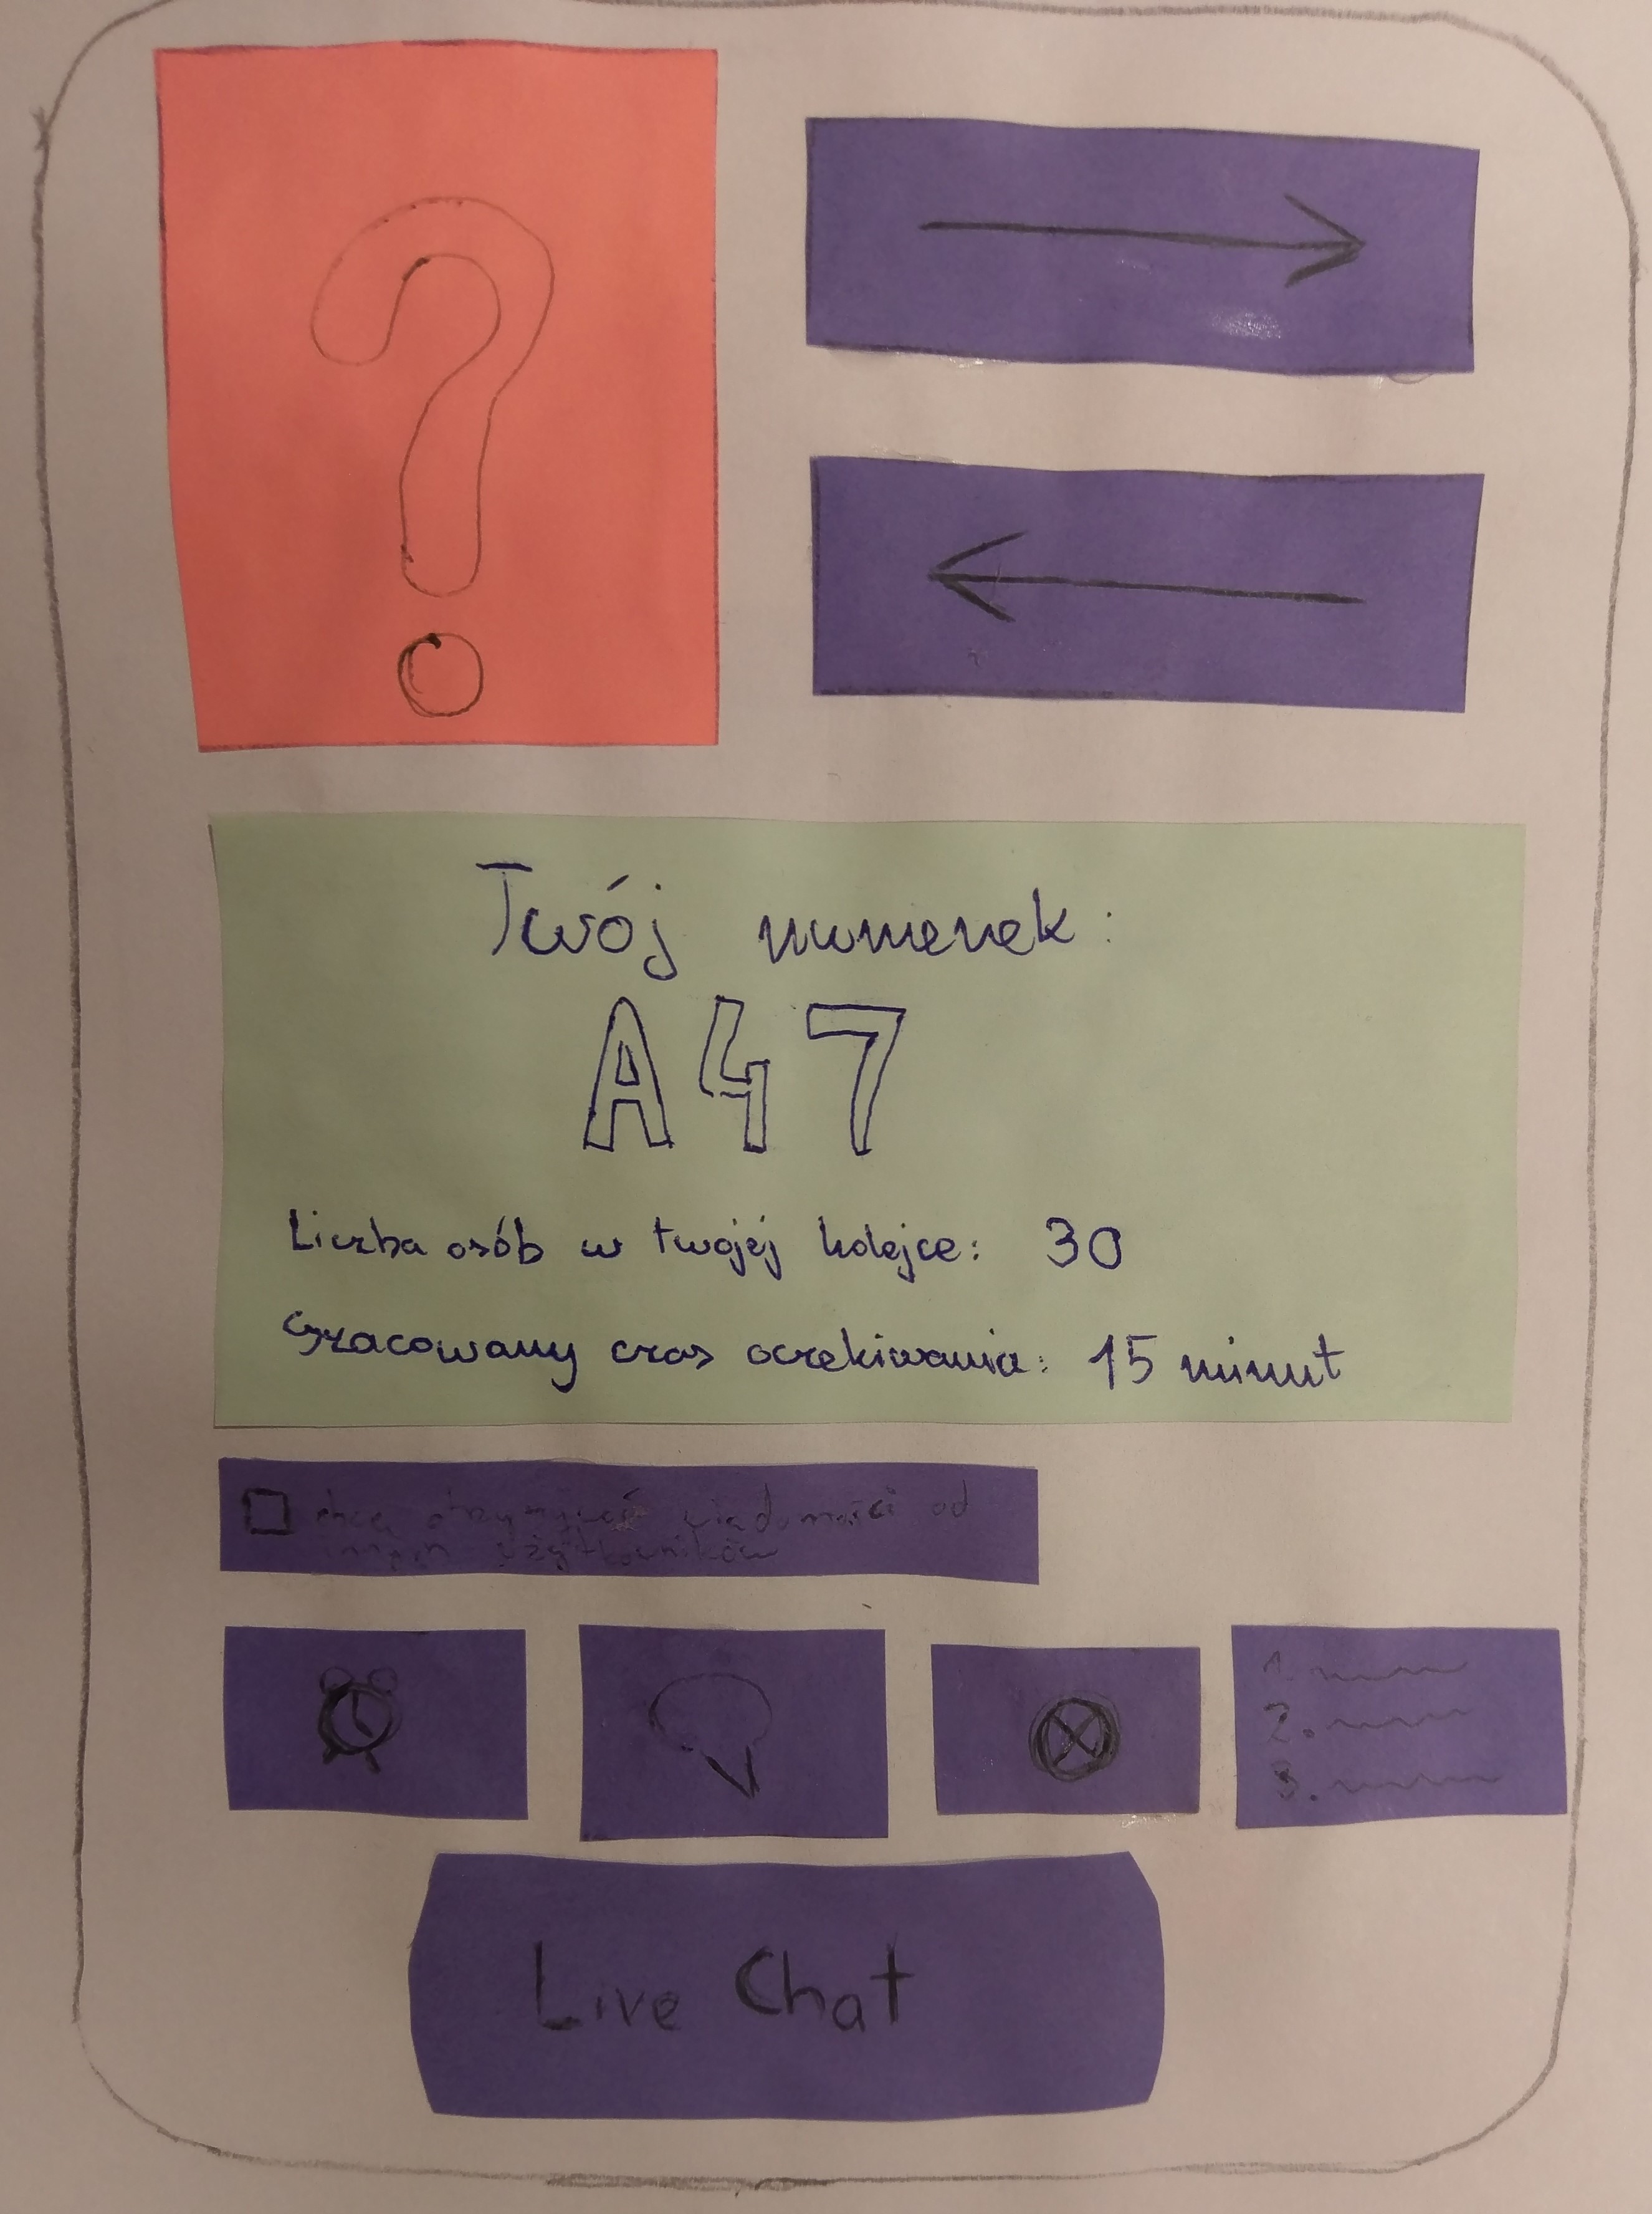 ?
Twój numerek:
A47
Liczba osób w twojej kolejce: 30
Szacowany czas oczekiwania: 15 minut
chcę otrzymywać wiadomości od
innych użytkowników
1.
2.
3.
Live Chat